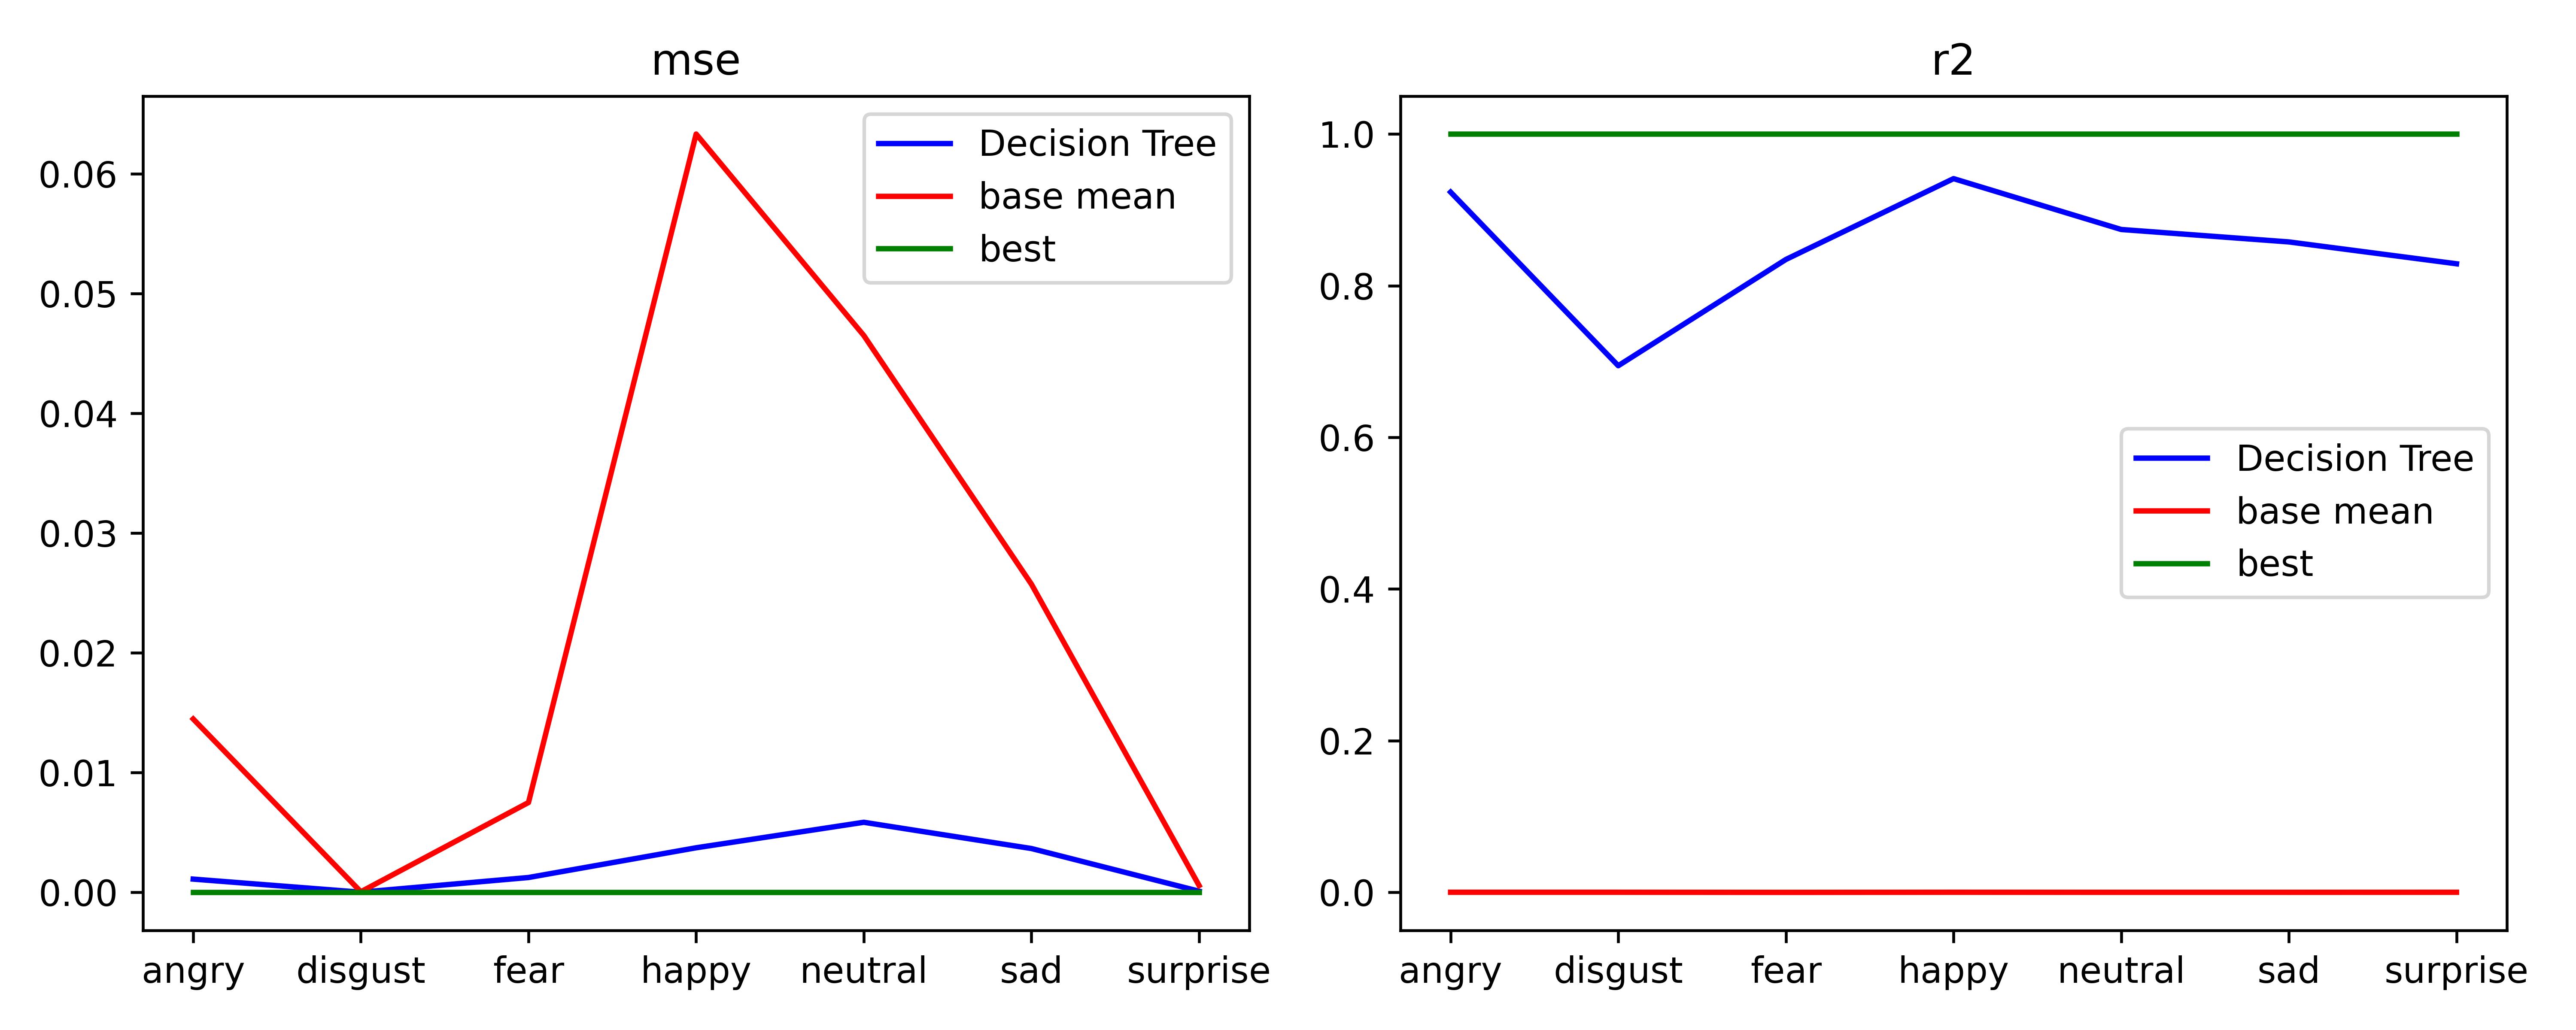 mse
0.06
0.05
0.04
0.03
0.02
0.01
0.00
Decision Tree
base mean
best
angry disgust fear happy neutral sad surprise
r2
1.0
0.8
0.6
0.4
0.2
0.0
Decision Tree
base mean
best
angry disgust fear happy neutral sad surprise